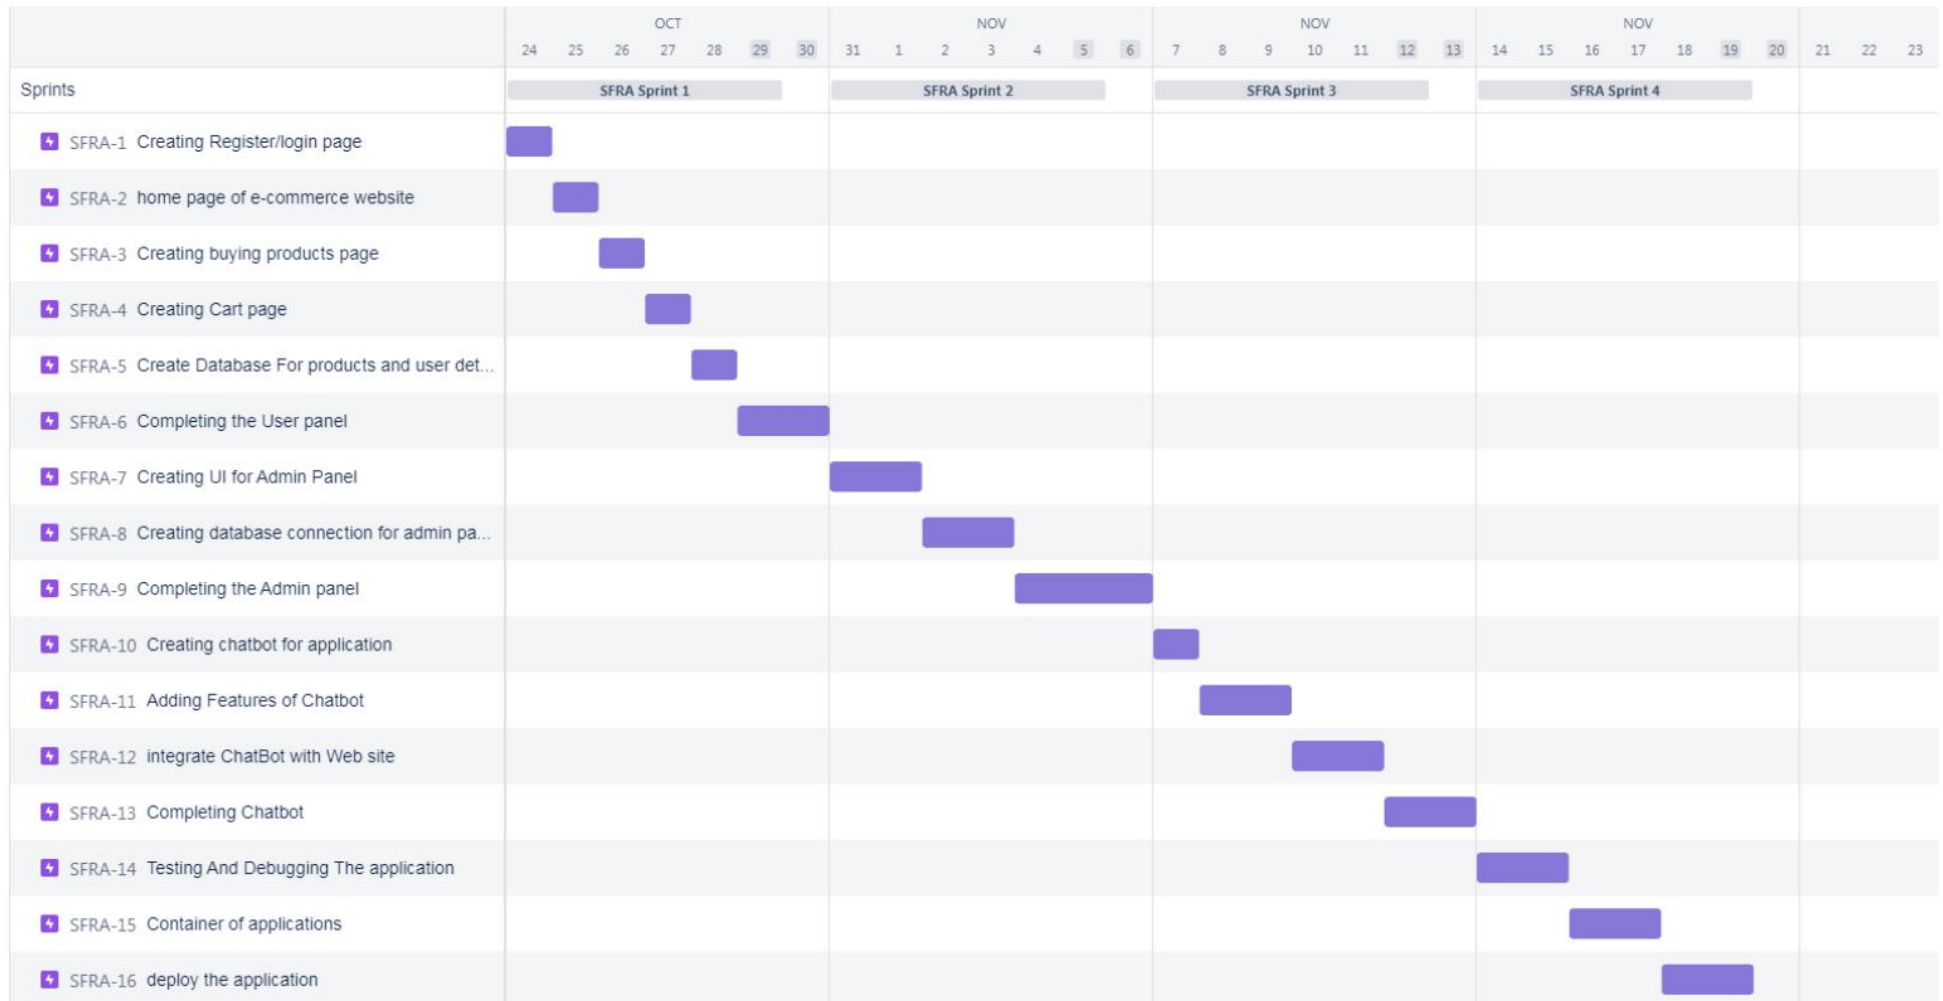 OCT NOV NOV NOV
24 25 26 27 28 29 30 31 1 2 3 4 5 6 7 8 9 10 11 12 13 14 15 16 17 18 19 20 21 22 23
Sprints SFRA Sprint 1 SFRA Sprint 2 SFRA Sprint 3 SFRA Sprint 4
SFRA-1 Creating Register/login page
SFRA-2 home page of e-commerce website
SFRA-3 Creating buying products page
SFRA-4 Creating Cart page
SFRA-5 Create Database For products and user det...
SFRA-6 Completing the User panel
SFRA-7 Creating UI for Admin Panel
SFRA-8 Creating database connection for admin pa...
SFRA-9 Completing the Admin panel
SFRA-10 Creating chatbot for application
SFRA-11 Adding Features of Chatbot
SFRA-12 integrate ChatBot with Web site
SFRA-13 Completing Chatbot
SFRA-14 Testing And Debugging The application
SFRA-15 Container of applications
SFRA-16 deploy the application